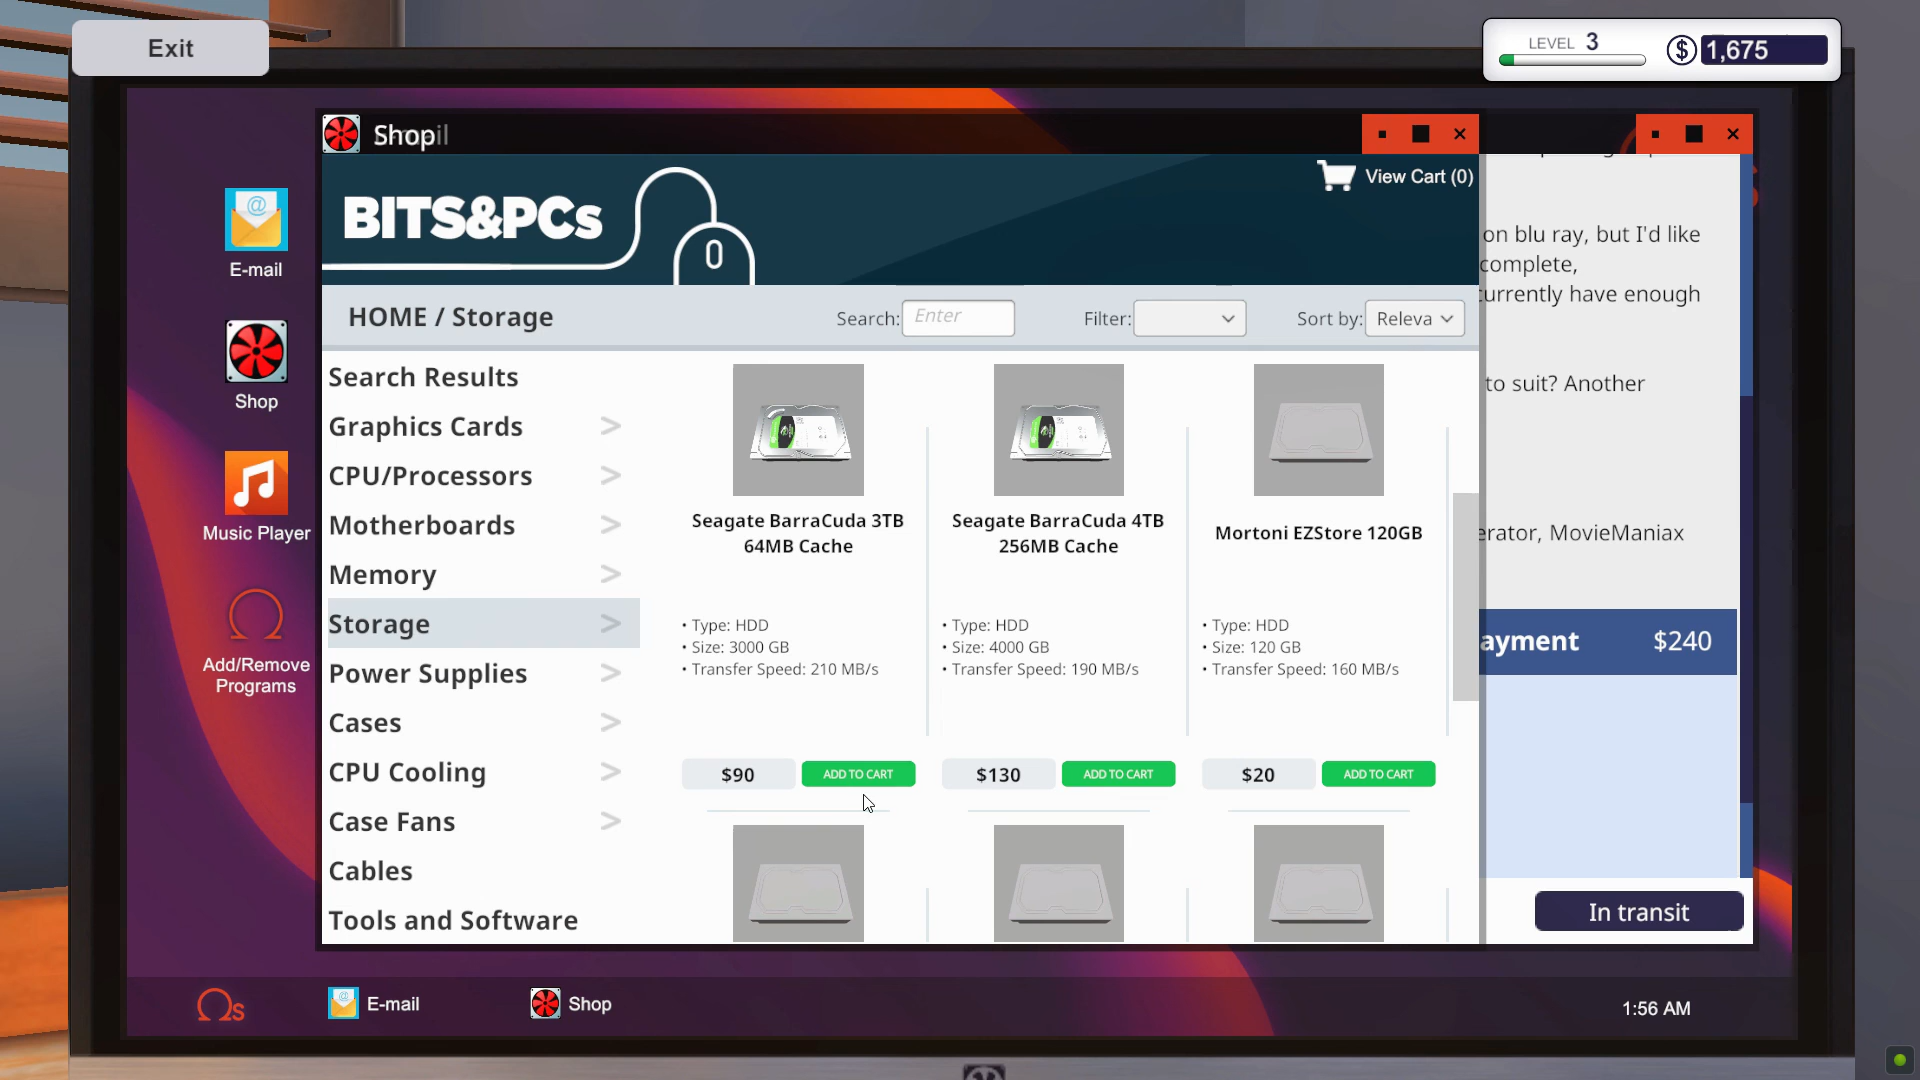 Exit
LEVEL 3
$ 1,675
Shop
BITS&PCs
View Cart (0)
HOME / Storage
Search: Enter
Filter:
Sort by: Releva
Search Results
Graphics Cards >
CPU/Processors >
Motherboards >
Memory >
Storage >
Power Supplies >
Cases >
CPU Cooling >
Case Fans >
Cables
Tools and Software
Seagate BarraCuda 3TB
64MB Cache
• Type: HDD
• Size: 3000 GB
• Transfer Speed: 210 MB/s
$90
ADD TO CART
Seagate BarraCuda 4TB
256MB Cache
• Type: HDD
• Size: 4000 GB
• Transfer Speed: 190 MB/s
$130
ADD TO CART
Mortoni EZStore 120GB
• Type: HDD
• Size: 120 GB
• Transfer Speed: 160 MB/s
$20
ADD TO CART
on blu ray, but I'd like
complete,
currently have enough
to suit? Another
erator, MovieManiax
ayment $240
In transit
E-mail
Shop
Music Player
Add/Remove
Programs
Ωs
E-mail
Shop
1:56 AM